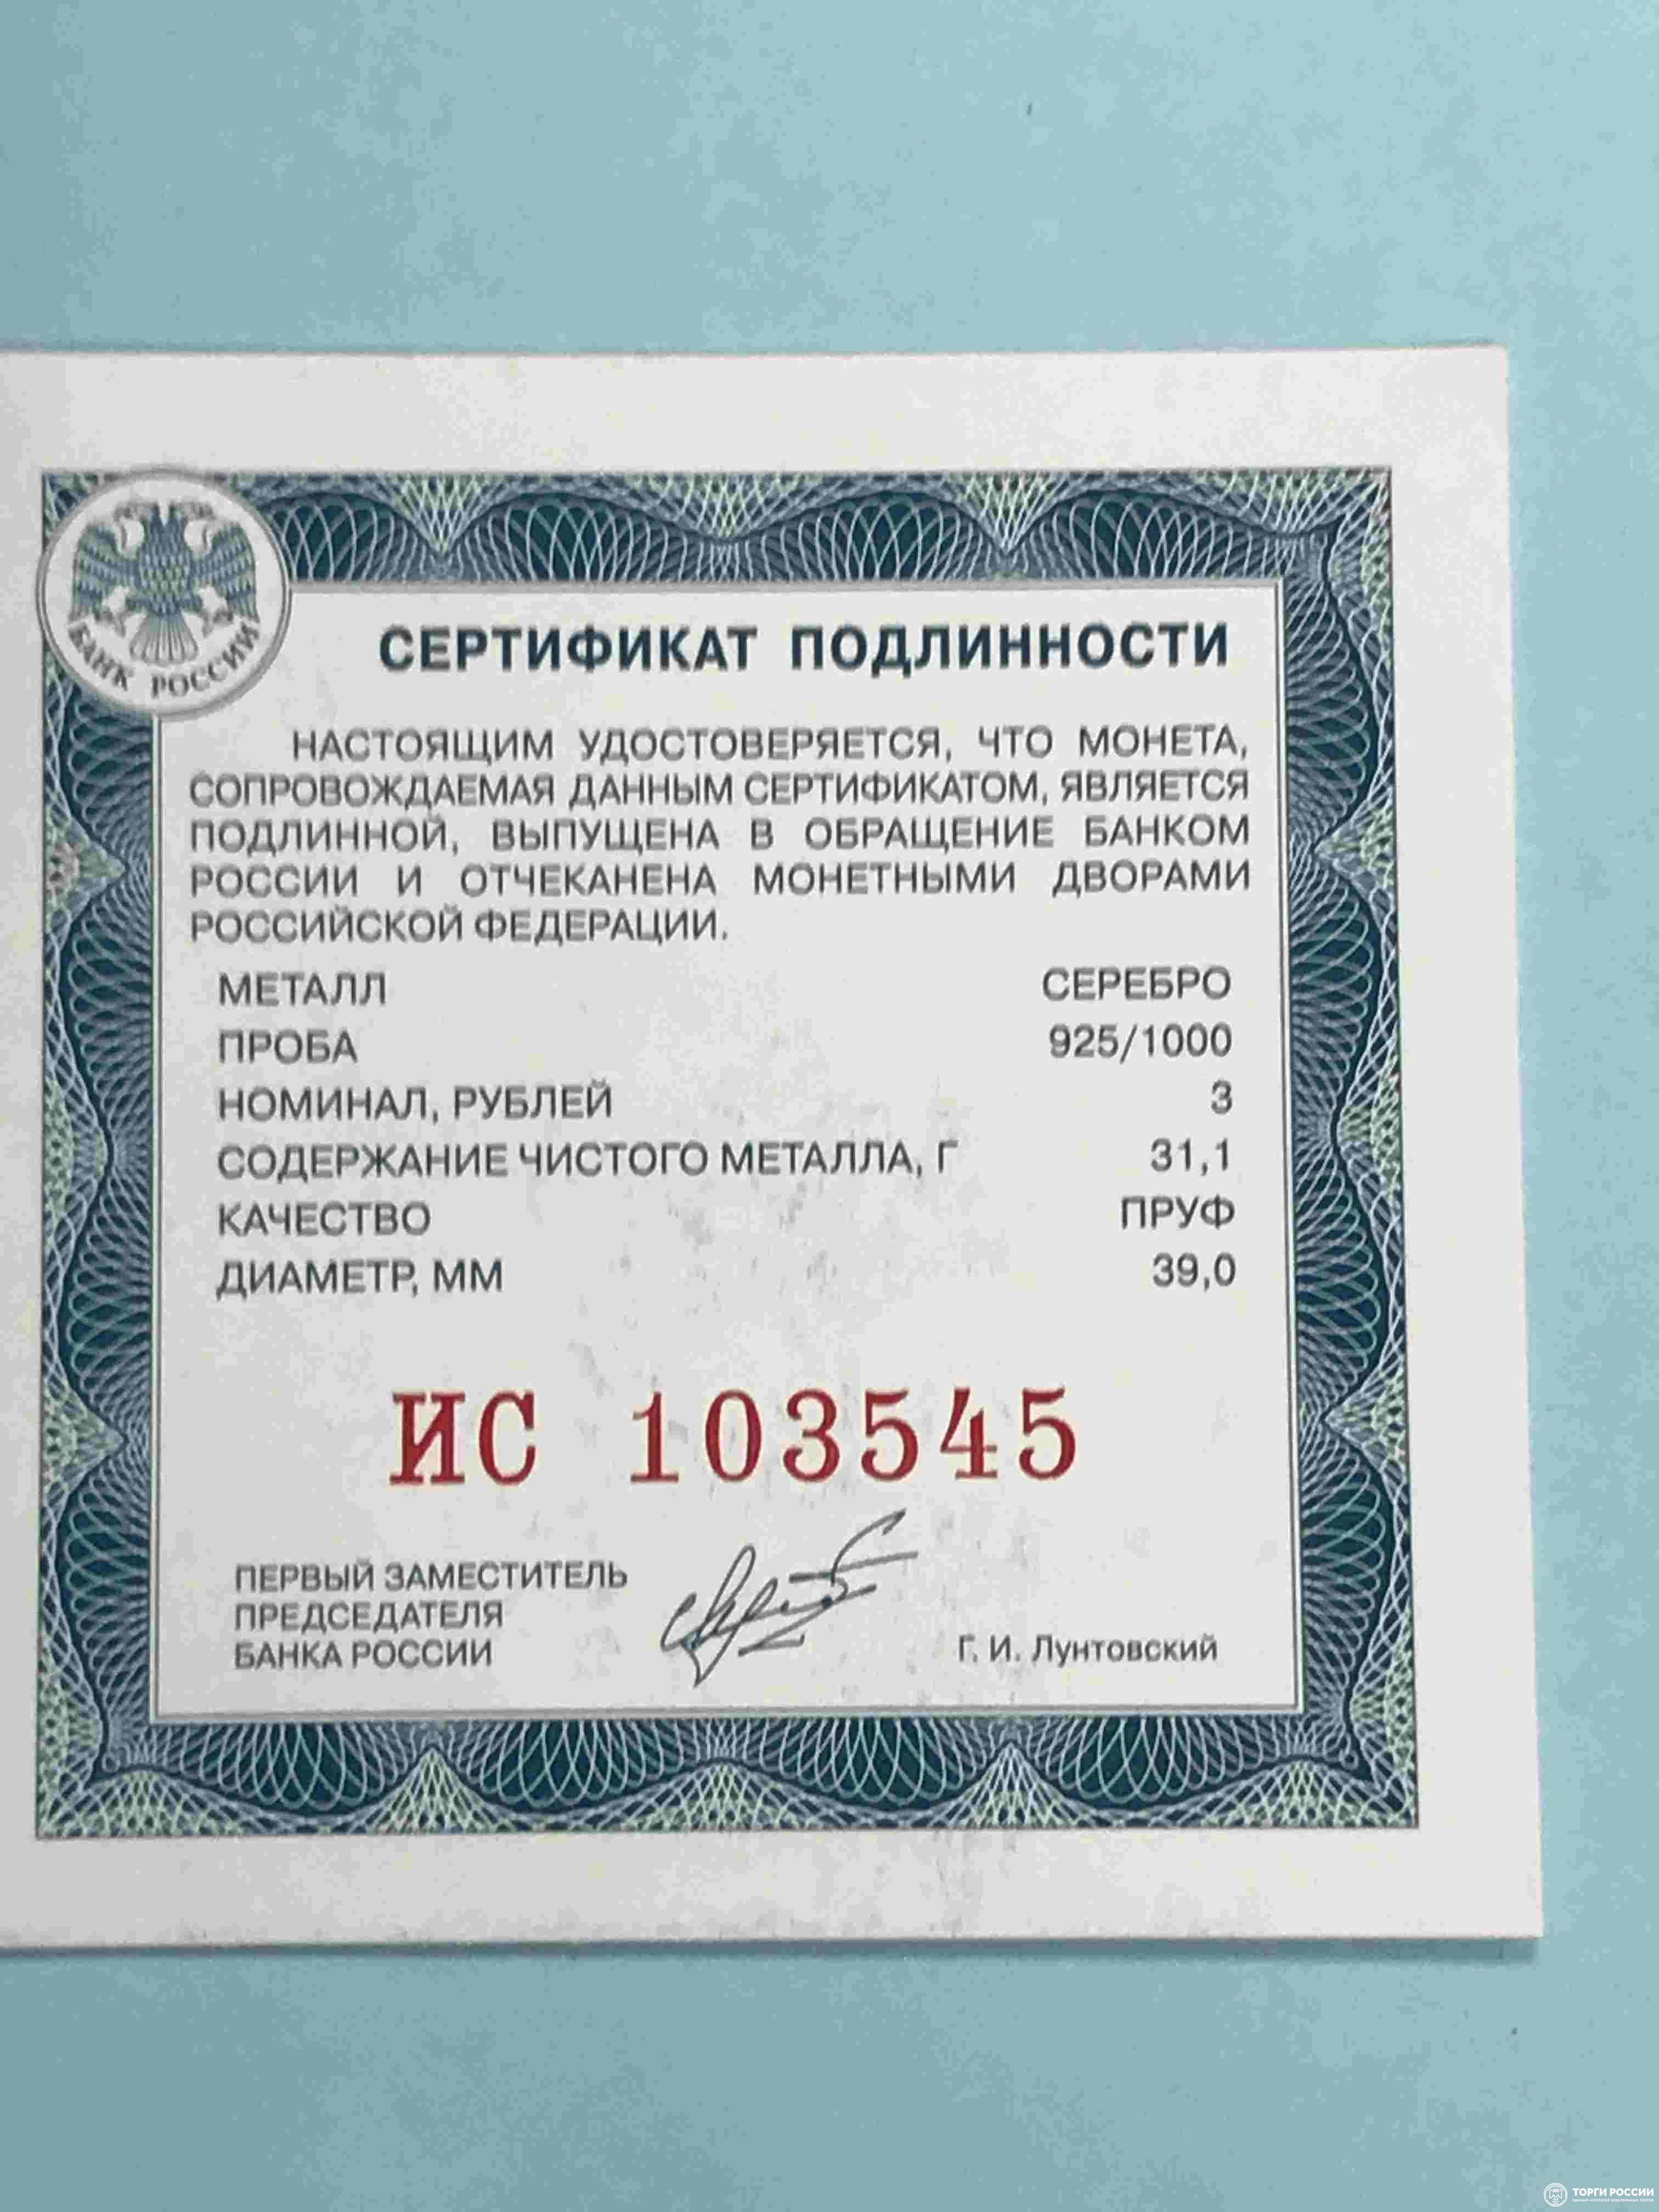 БАНК РОССИИ
СЕРТИФИКАТ ПОДЛИННОСТИ
НАСТОЯЩИМ УДОСТОВЕРЯЕТСЯ, ЧТО МОНЕТА,
СОПРОВОЖДАЕМАЯ ДАННЫМ СЕРТИФИКАТОМ, ЯВЛЯЕТСЯ
ПОДЛИННОЙ, ВЫПУЩЕНА В ОБРАЩЕНИЕ БАНКОМ
РОССИИ И ОТЧЕКАНЕНА МОНЕТНЫМИ ДВОРАМИ
РОССИЙСКОЙ ФЕДЕРАЦИИ.
МЕТАЛЛ СЕРЕБРО
ПРОБА 925/1000
НОМИНАЛ, РУБЛЕЙ 3
СОДЕРЖАНИЕ ЧИСТОГО МЕТАЛЛА, Г 31,1
КАЧЕСТВО ПРУФ
ДИАМЕТР, ММ 39,0
ИС 103545
ПЕРВЫЙ ЗАМЕСТИТЕЛЬ
ПРЕДСЕДАТЕЛЯ
БАНКА РОССИИ Г. И. Лунтовский
ТОРГИ РОССИИ